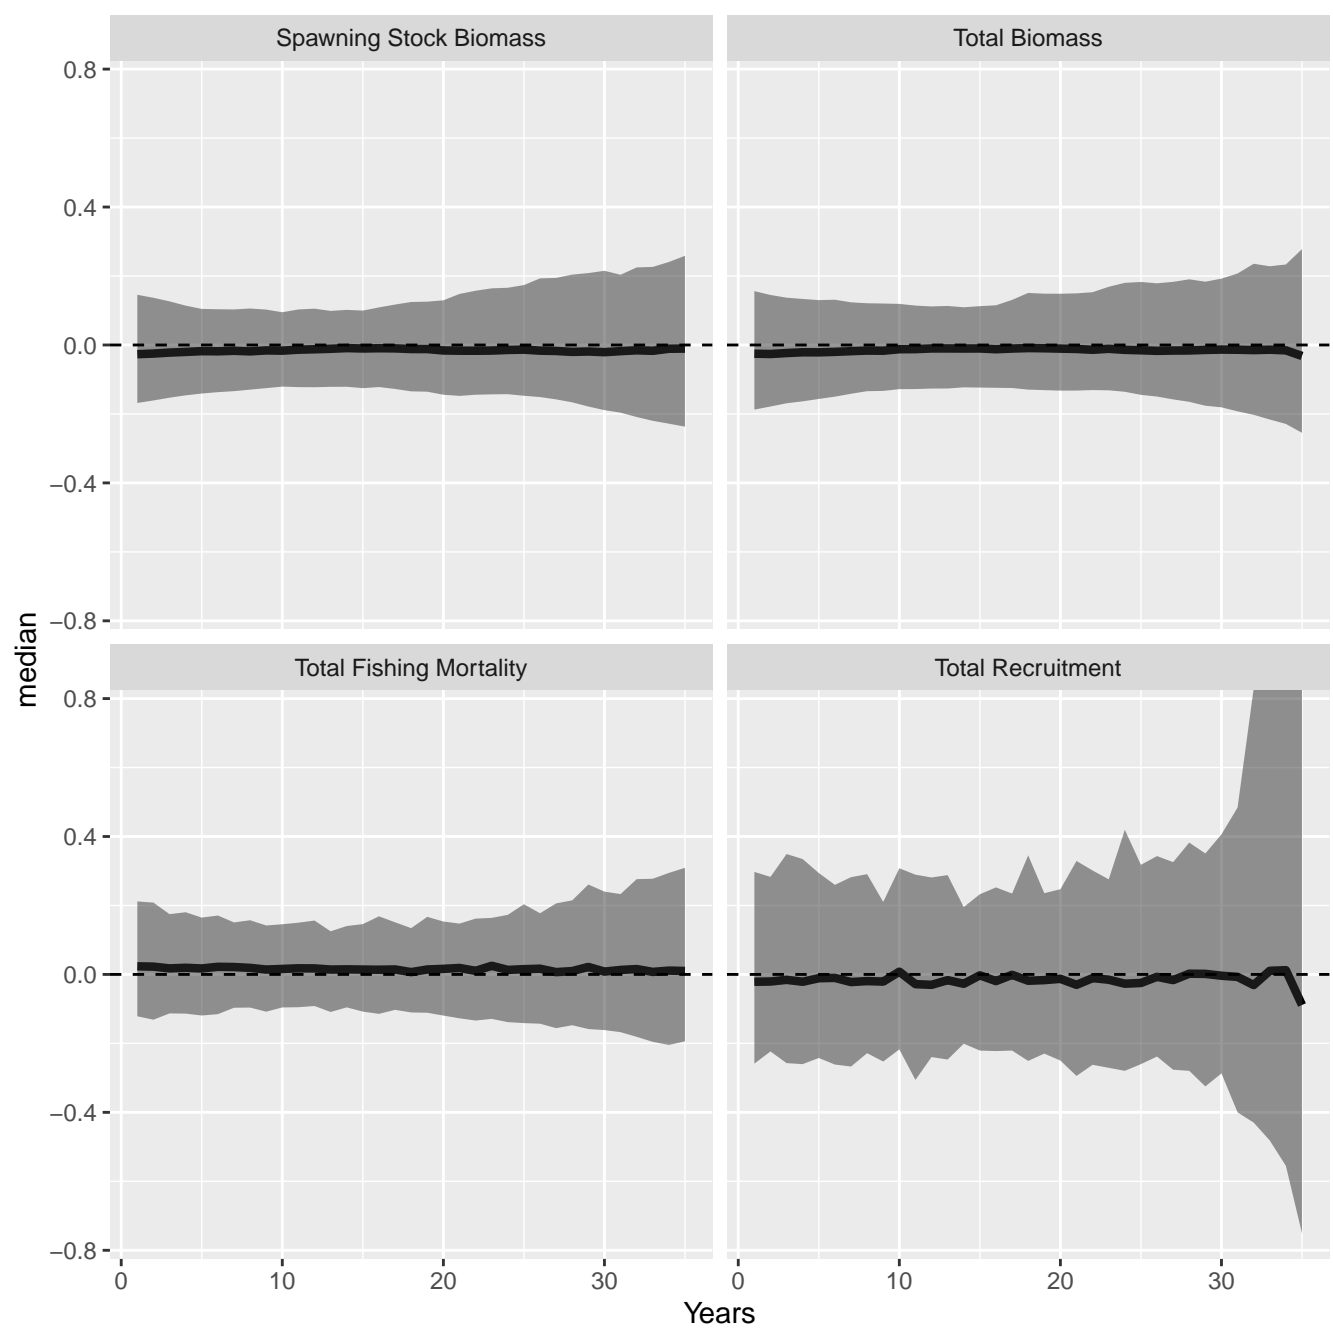 Spawning Stock Biomass
Total Biomass
0.8
0.4
0.0
−0.4
−0.8
median
Total Fishing Mortality
Total Recruitment
0.8
0.4
0.0
−0.4
−0.8
0 10 20 30
0 10 20 30
Years